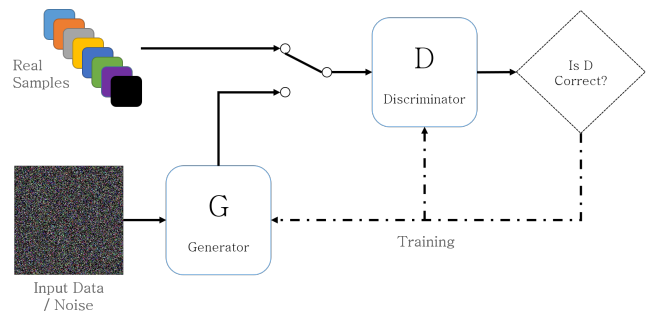 Real
Samples
D
Discriminator
Is D
Correct?
G
Generator
Training
Input Data
/ Noise